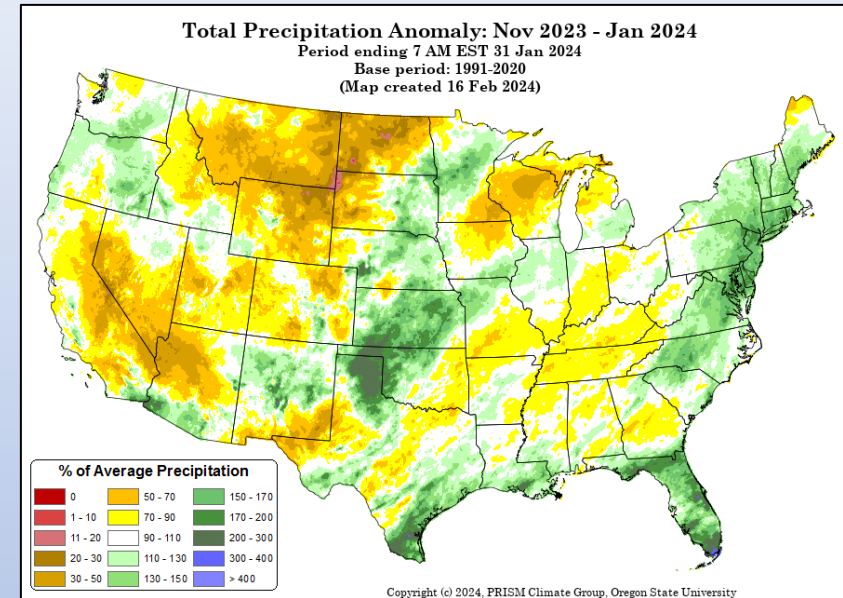 Total Precipitation Anomaly: Nov 2023 - Jan 2024
Period ending 7 AM EST 31 Jan 2024
Base period: 1991-2020
(Map created 16 Feb 2024)
% of Average Precipitation
0 50 - 70 150 - 170
1 - 10 70 - 90 170 - 200
11 - 20 90 - 110 200 - 300
20 - 30 110 - 130 300 - 400
30 - 50 130 - 150 > 400
Copyright (c) 2024, PRISM Climate Group, Oregon State University